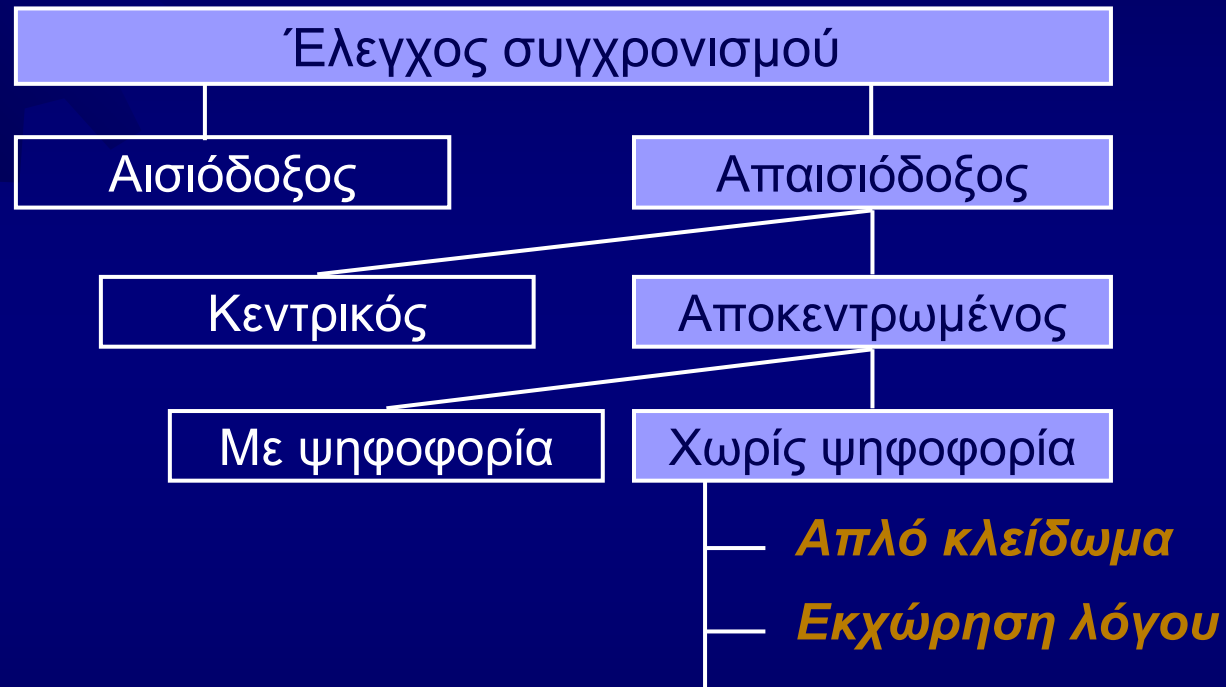 Έλεγχος συγχρονισμού
Αισιόδοξος
Απαισιόδοξος
Κεντρικός
Αποκεντρωμένος
Με ψηφοφορία
Χωρίς ψηφοφορία
Απλό κλείδωμα
Εκχώρηση λόγου